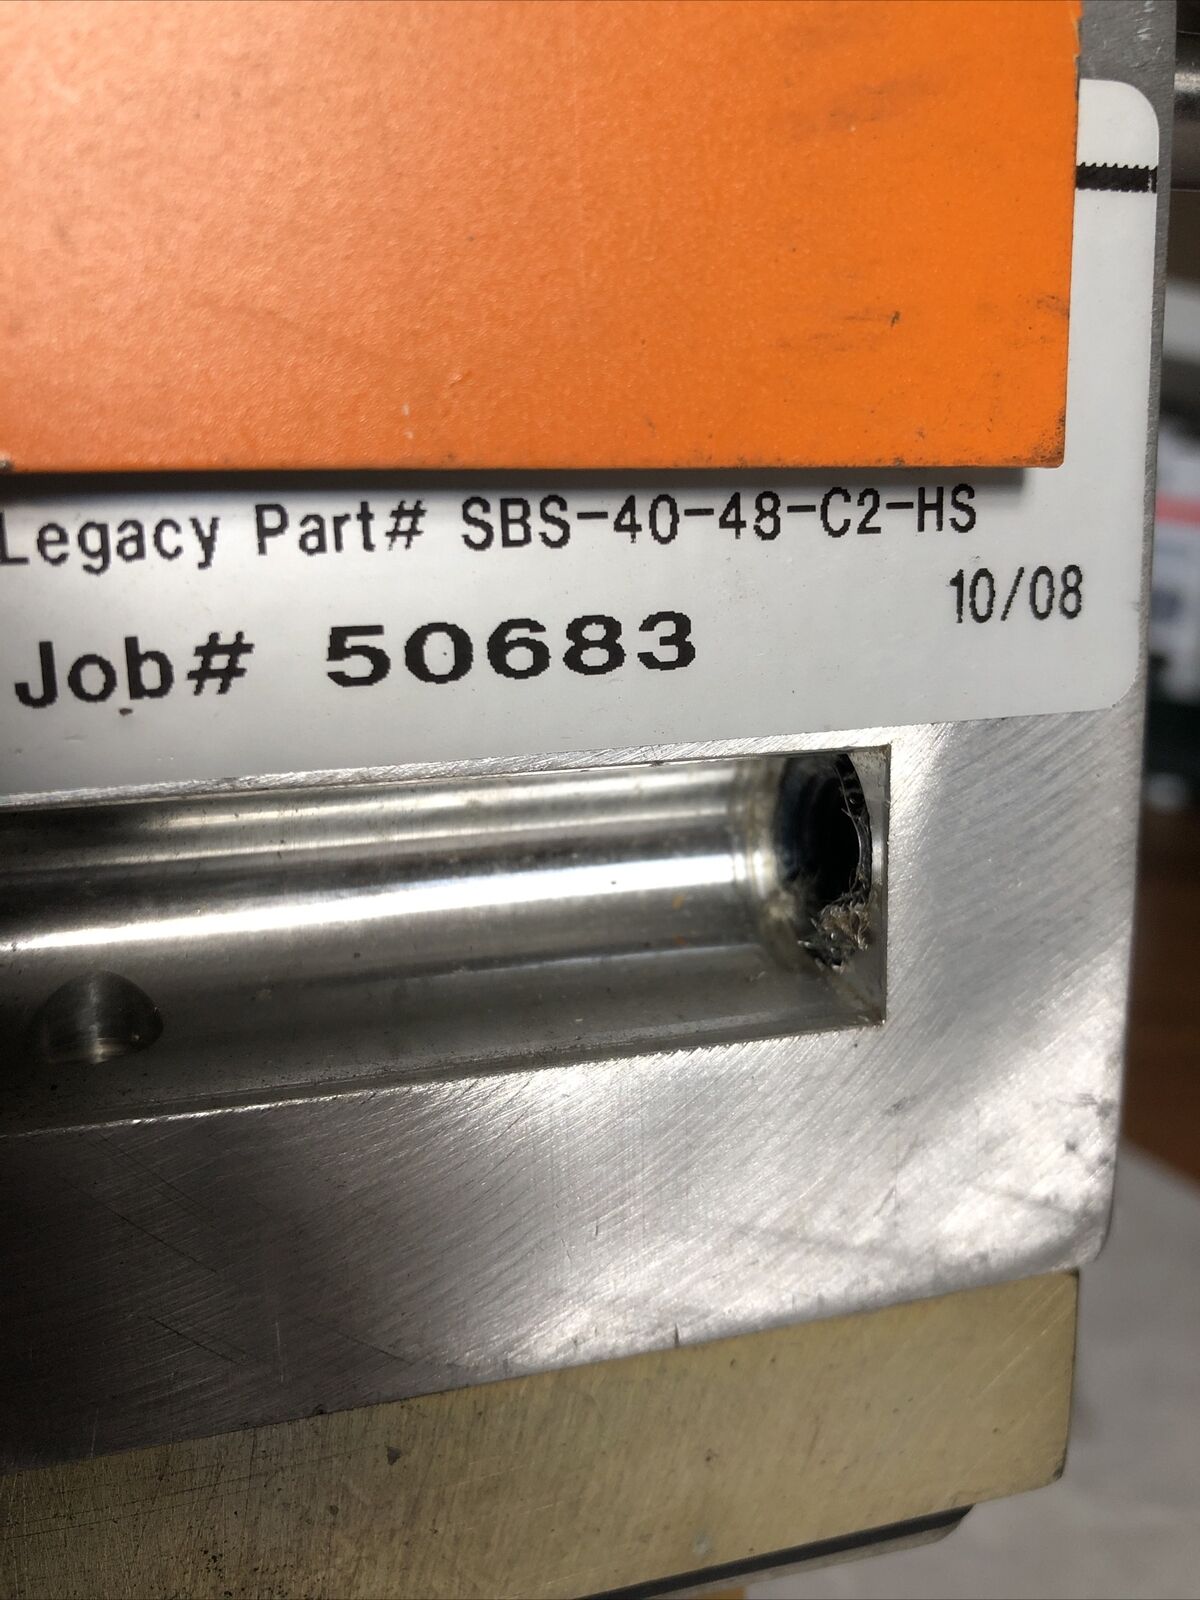 Legacy Part# SBS-40-48-C2-HS
10/08
Job# 50683